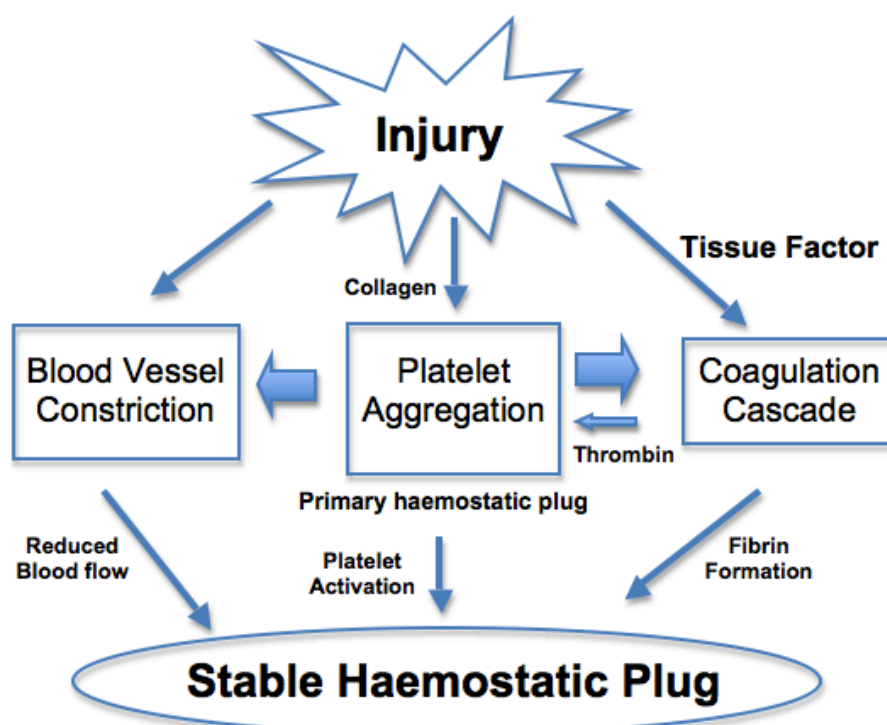 Injury
Tissue Factor
Collagen
Blood Vessel
Constriction
Platelet
Aggregation
Coagulation
Cascade
Thrombin
Primary haemostatic plug
Reduced
Blood flow
Platelet
Activation
Fibrin
Formation
Stable Haemostatic Plug